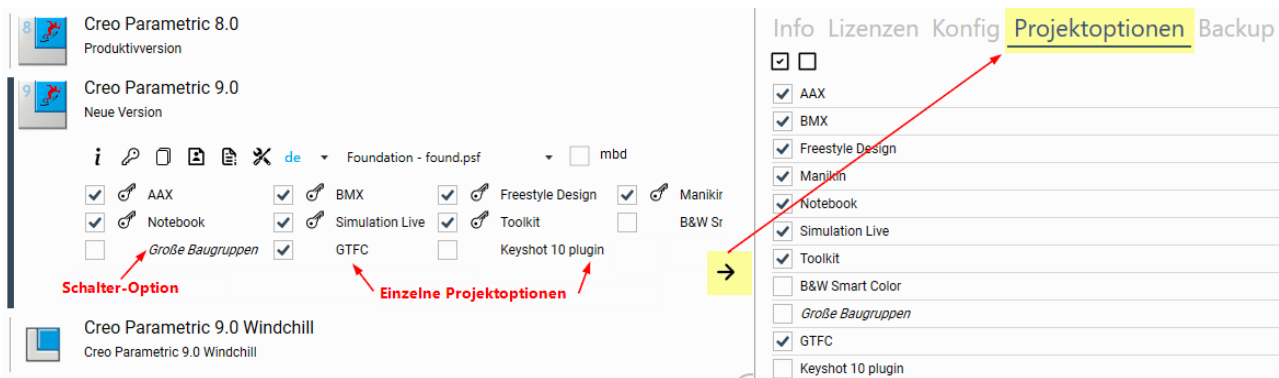 Creo Parametric 8.0
Produktivversion
Creo Parametric 9.0
Neue Version
de Foundation - found.psf mbd
AAX BMX Freestyle Design Manikin
Notebook Simulation Live Toolkit B&W Sr
Große Baugruppen GTFC Keyshot 10 plugin
Schalter-Option
Einzelne Projektoptionen
Creo Parametric 9.0 Windchill
Creo Parametric 9.0 Windchill
Info Lizenzen Konfig Projektoptionen Backup
AAX
BMX
Freestyle Design
Manikin
Notebook
Simulation Live
Toolkit
B&W Smart Color
Große Baugruppen
GTFC
Keyshot 10 plugin